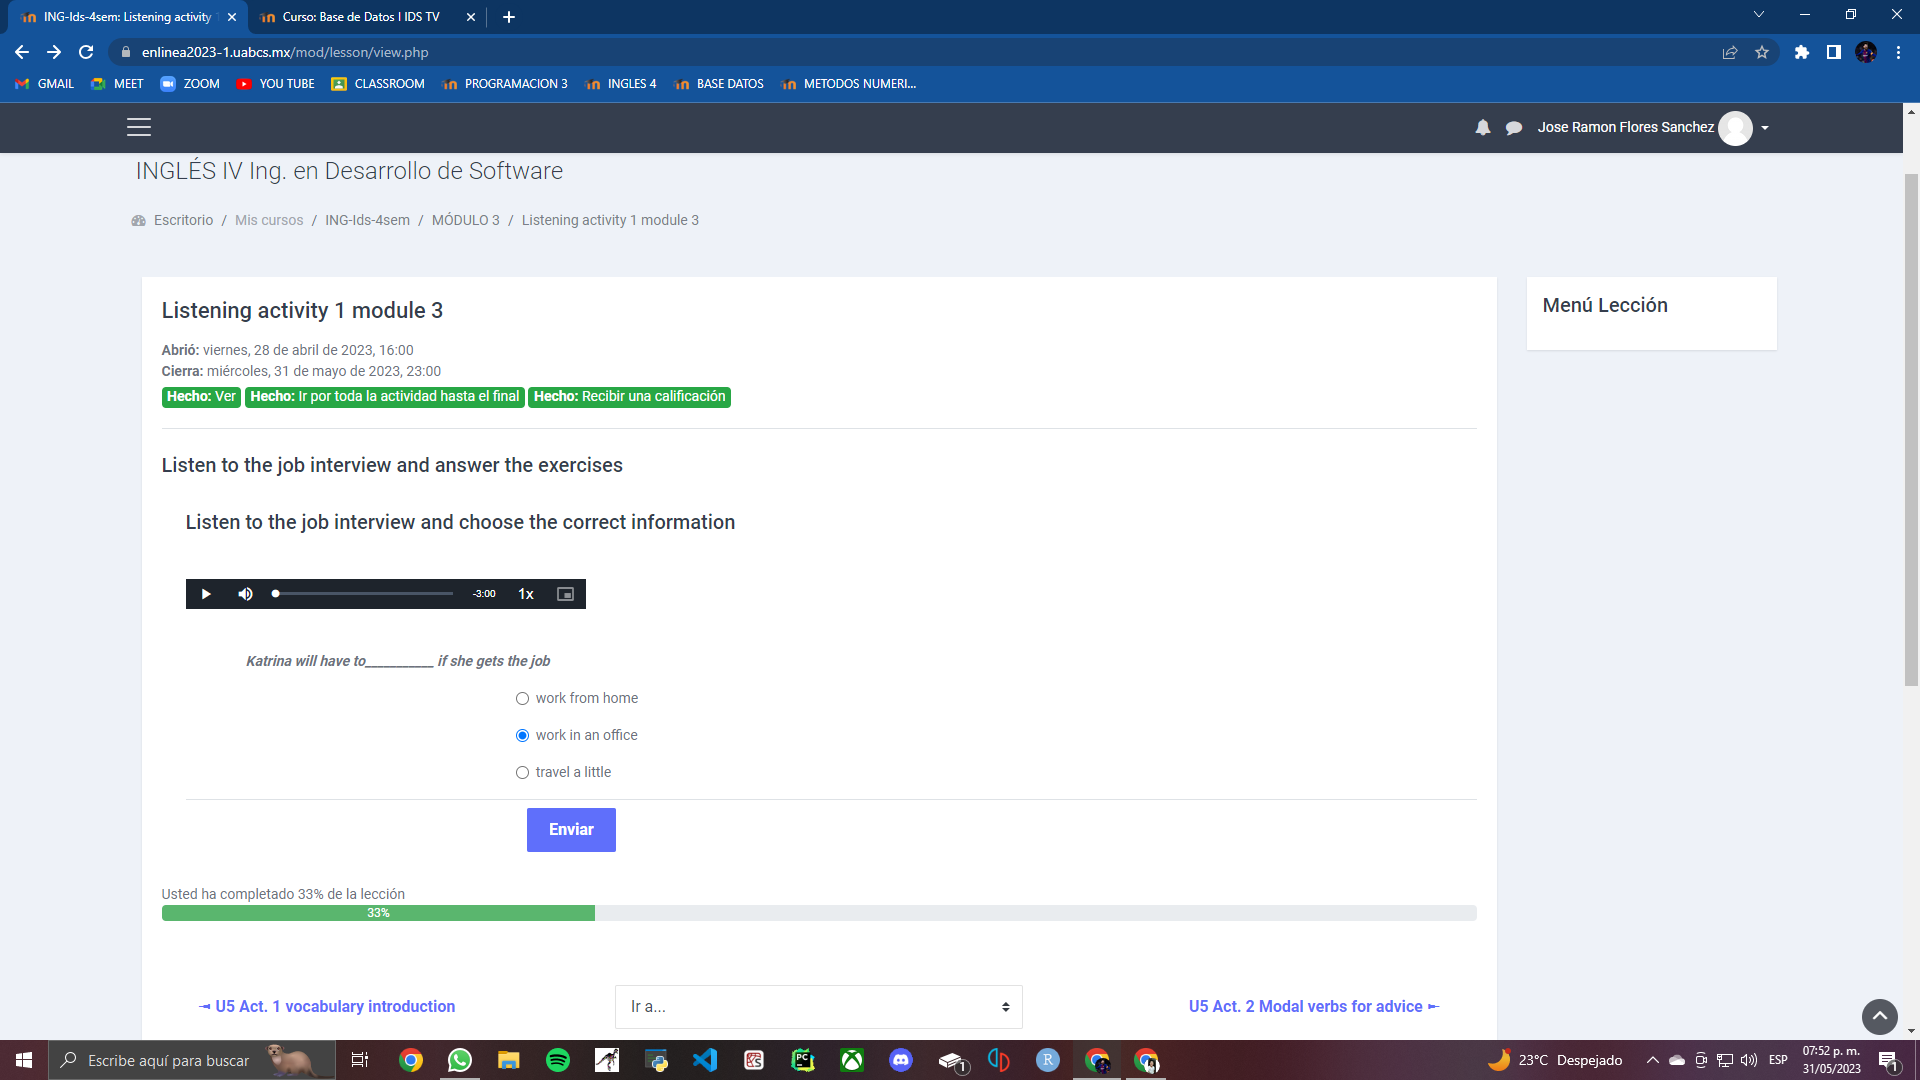 ING-Ids-4sem: Listening activity
Curso: Base de Datos I IDS TV
enlinea2023-1.uabcs.mx/mod/lesson/view.php
GMAIL MEET ZOOM YOU TUBE CLASSROOM PROGRAMACION 3 INGLES 4 BASE DATOS METODOS NUMERI...
Jose Ramon Flores Sanchez
INGLÉS IV Ing. en Desarrollo de Software
Escritorio / Mis cursos / ING-Ids-4sem / MÓDULO 3 / Listening activity 1 module 3
Listening activity 1 module 3
Menú Lección
Abrió: viernes, 28 de abril de 2023, 16:00
Cierra: miércoles, 31 de mayo de 2023, 23:00
Hecho: Ver Hecho: Ir por toda la actividad hasta el final Hecho: Recibir una calificación
Listen to the job interview and answer the exercises
Listen to the job interview and choose the correct information
-3:00 1x
Katrina will have to__________ if she gets the job
work from home
work in an office
travel a little
Enviar
Usted ha completado 33% de la lección
33%
U5 Act. 1 vocabulary introduction
Ir a...
U5 Act. 2 Modal verbs for advice
Escribe aquí para buscar
PC
R
1
23°C Despejado
ESP
07:52 p. m.
31/05/2023
1